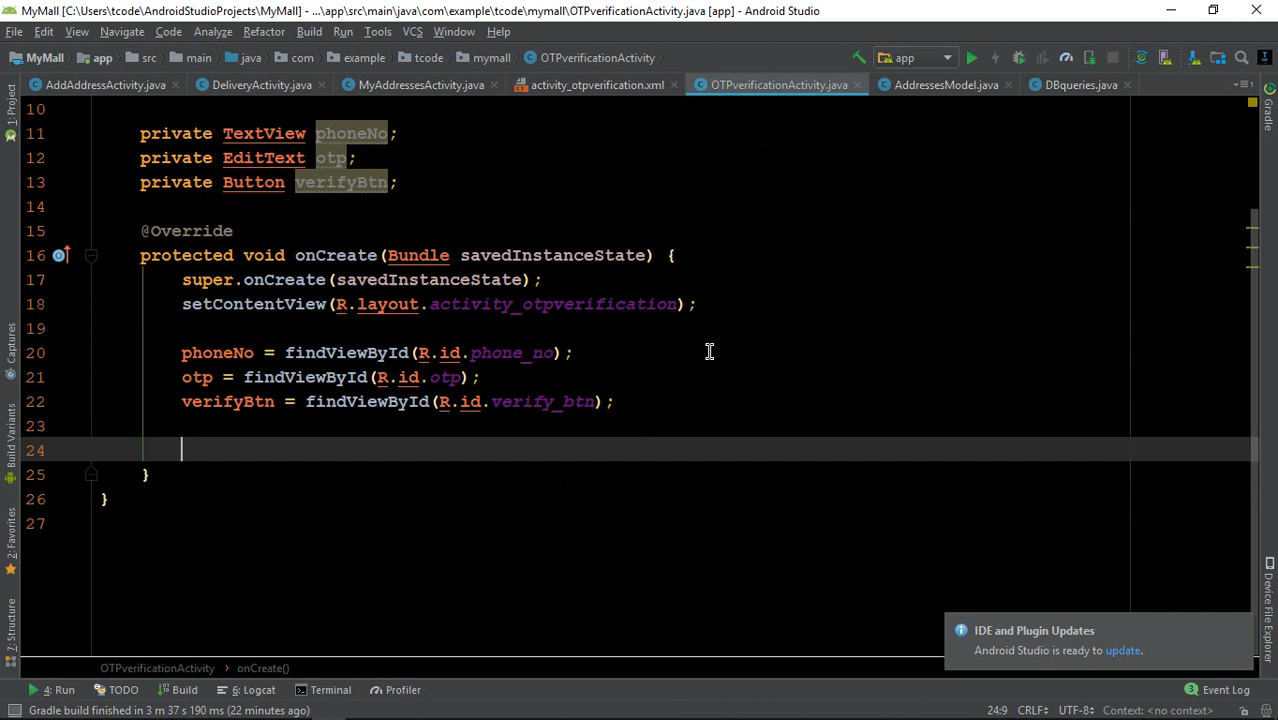 MyMall [C:\Users\tcode\AndroidStudioProjects\MyMall] - ...\app\src\main\java\com\example\tcode\mymall\OTPverificationActivity.java [app] - Android Studio
File Edit View Navigate Code Analyze Refactor Build Run Tools VCS Window Help
MyMall app src main java com example tcode mymall OTPverificationActivity app
AddAddressActivity.java DeliveryActivity.java MyAddressesActivity.java activity_otpverification.xml OTPverificationActivity.java AddressesModel.java DBqueries.java
1: Project
Captures
Build Variants
2: Favorites
7: Structure
Gradle
Device File Explorer
10
11 private TextView phoneNo;
12 private EditText otp;
13 private Button verifyBtn;
14
15 @Override
16 protected void onCreate(Bundle savedInstanceState) {
17 super.onCreate(savedInstanceState);
18 setContentView(R.layout.activity_otpverification);
19
20 phoneNo = findViewById(R.id.phone_no);
21 otp = findViewById(R.id.otp);
22 verifyBtn = findViewById(R.id.verify_btn);
23
24
25 }
26 }
27
IDE and Plugin Updates
Android Studio is ready to update.
OTPverificationActivity onCreate()
4: Run TODO Build 6: Logcat Terminal Profiler 3 Event Log
Gradle build finished in 3 m 37 s 190 ms (22 minutes ago) 24:9 CRLF UTF-8 Context: <no context>